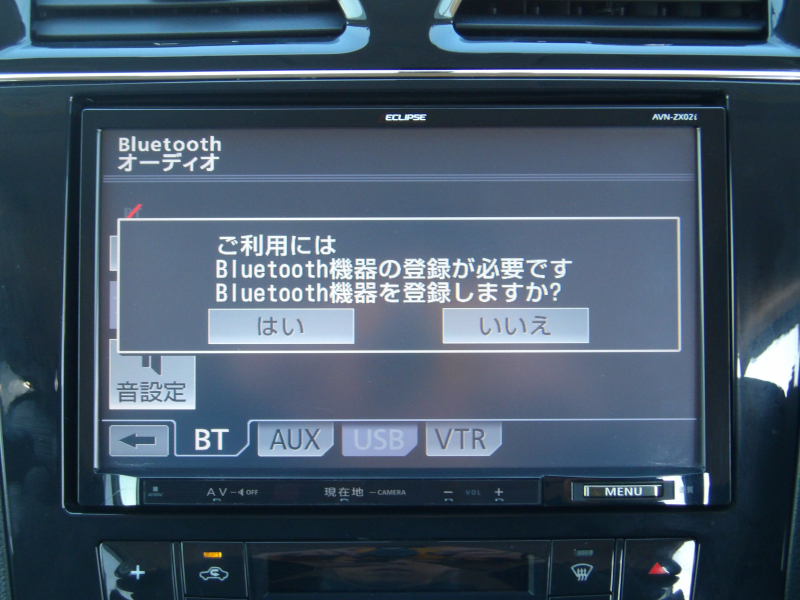 ECLIPSE
AVN-ZX02i
Bluetooth
オーディオ
ご利用には
Bluetooth機器の登録が必要です
Bluetooth機器を登録しますか?
はい
いいえ
音設定
BT
AUX
USB
VTR
AV
OFF
現在地
CAMERA
VOL
MENU